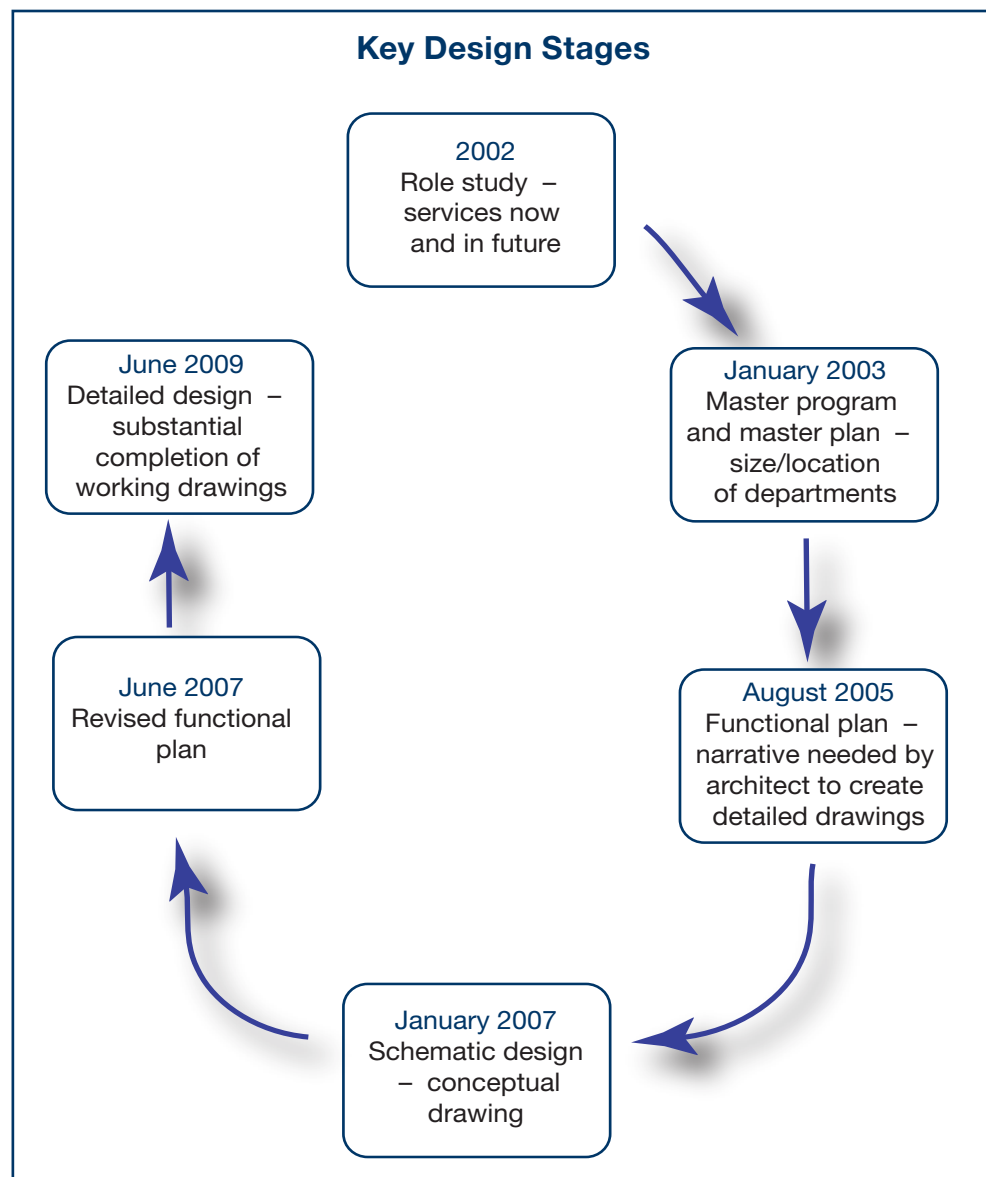 Key Design Stages
2002
Role study –
services now
and in future
January 2003
Master program
and master plan –
size/location
of departments
August 2005
Functional plan –
narrative needed by
architect to create
detailed drawings
January 2007
Schematic design
– conceptual
drawing
June 2007
Revised functional
plan
June 2009
Detailed design –
substantial
completion of
working drawings